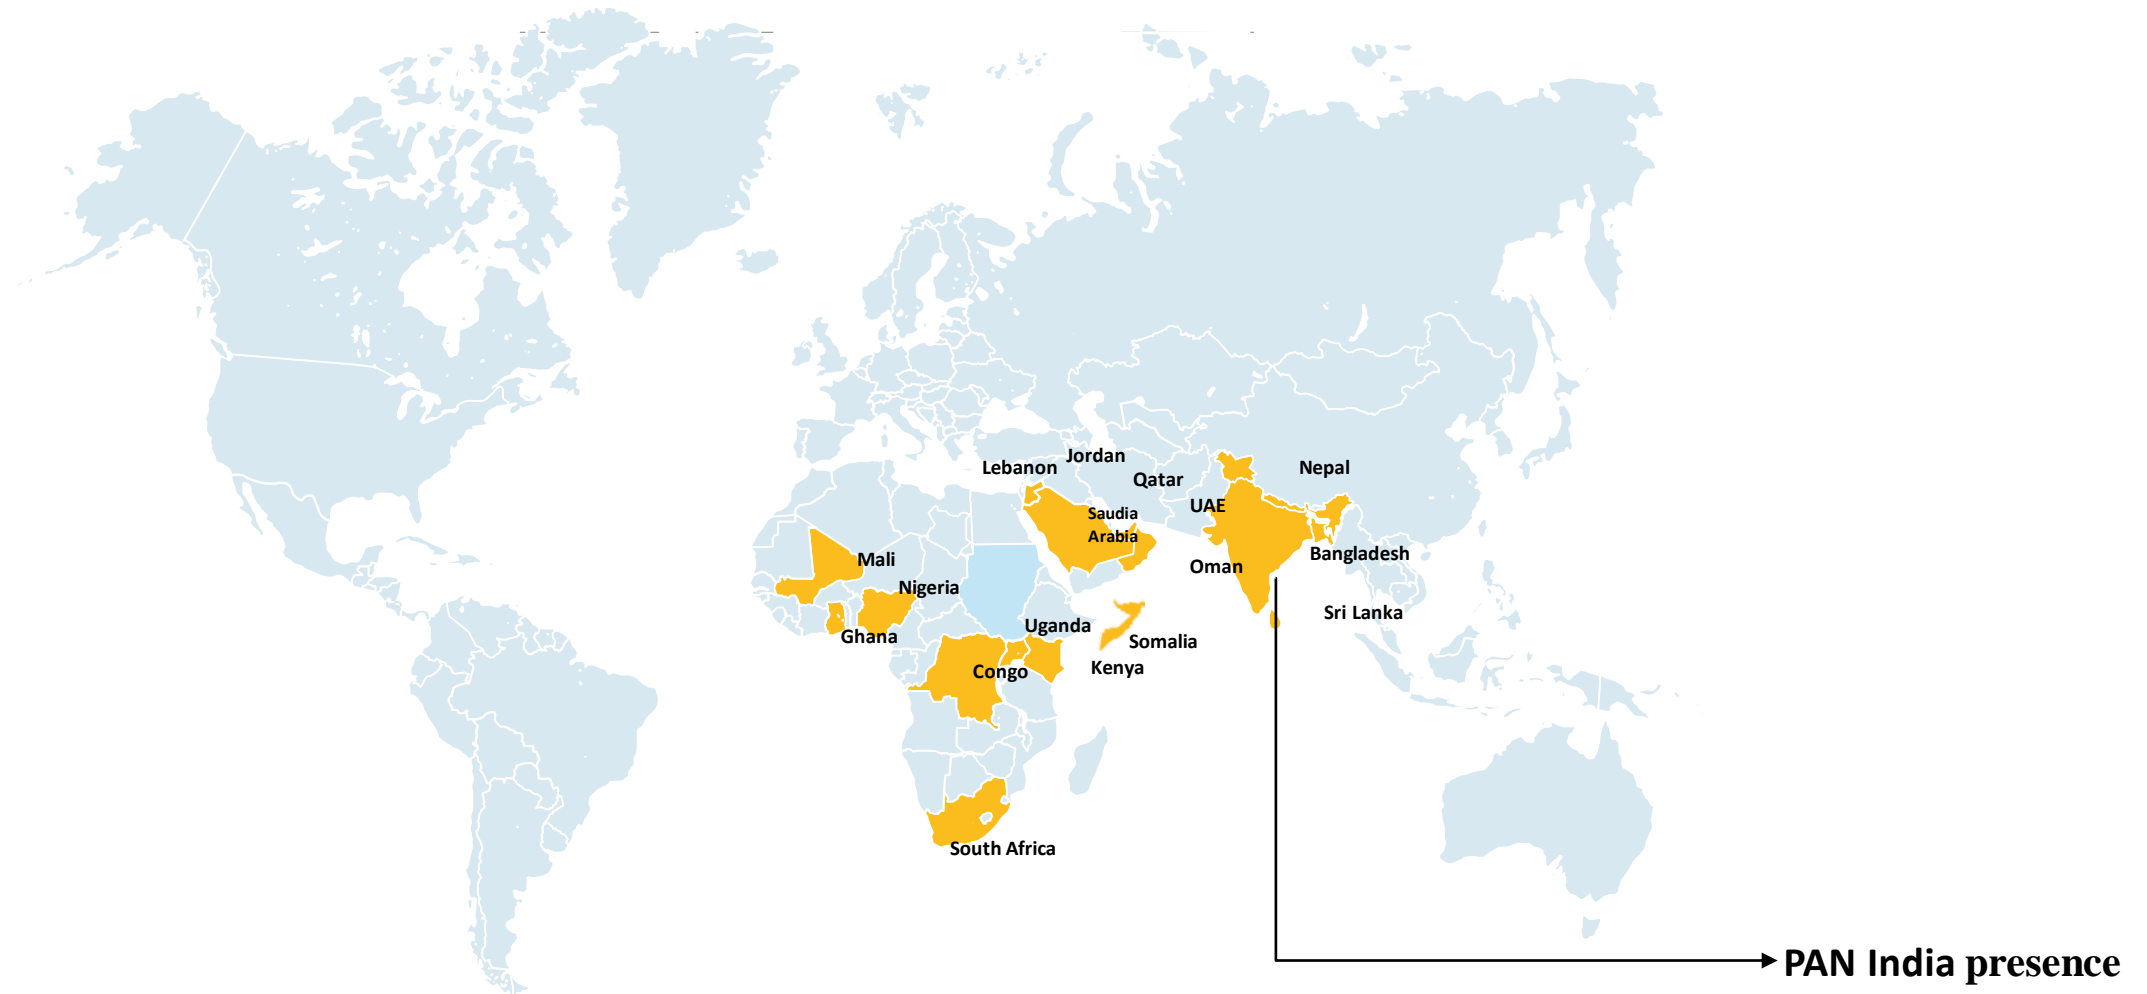 Jordan
Lebanon
Nepal
Qatar
UAE
Saudia
Arabia
Bangladesh
Mali
Oman
Nigeria
Sri Lanka
Uganda
Ghana
Somalia
Kenya
Congo
South Africa
PAN India presence